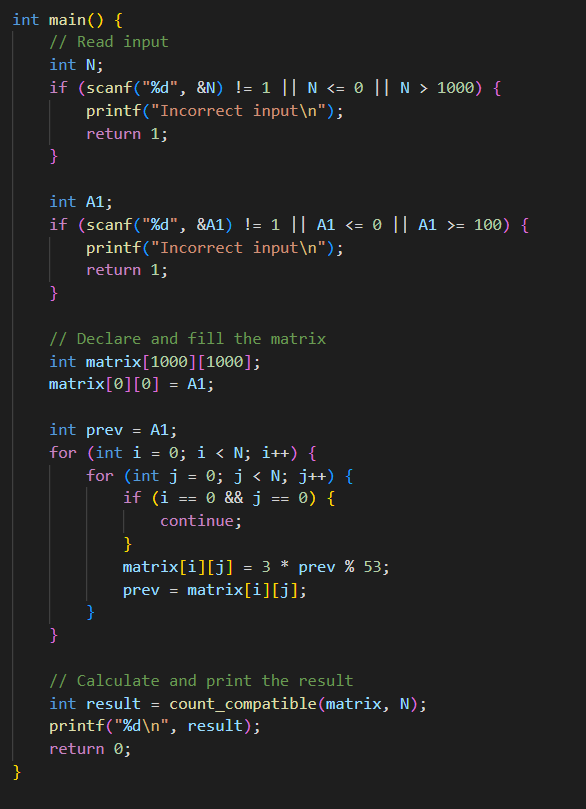 int main() {
    // Read input
    int N;
    if (scanf("%d", &N) != 1 || N <= 0 || N > 1000) {
        printf("Incorrect input\n");
        return 1;
    }

    int A1;
    if (scanf("%d", &A1) != 1 || A1 <= 0 || A1 >= 100) {
        printf("Incorrect input\n");
        return 1;
    }

    // Declare and fill the matrix
    int matrix[1000][1000];
    matrix[0][0] = A1;

    int prev = A1;
    for (int i = 0; i < N; i++) {
        for (int j = 0; j < N; j++) {
            if (i == 0 && j == 0) {
                continue;
            }
            matrix[i][j] = 3 * prev % 53;
            prev = matrix[i][j];
        }
    }

    // Calculate and print the result
    int result = count_compatible(matrix, N);
    printf("%d\n", result);
    return 0;
}